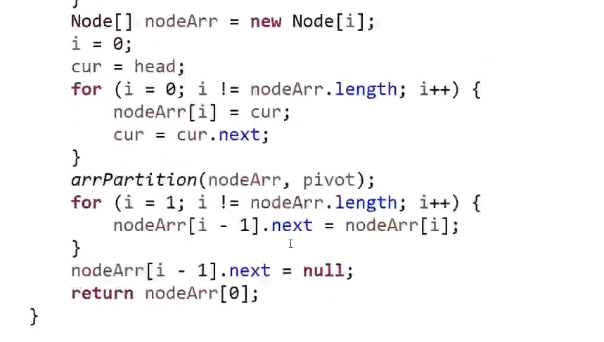 }
Node[] nodeArr = new Node[i];
i = 0;
cur = head;
for (i = 0; i != nodeArr.length; i++) {
nodeArr[i] = cur;
cur = cur.next;
}
arrPartition(nodeArr, pivot);
for (i = 1; i != nodeArr.length; i++) {
nodeArr[i - 1].next = nodeArr[i];
}
nodeArr[i - 1].next = null;
return nodeArr[0];
}